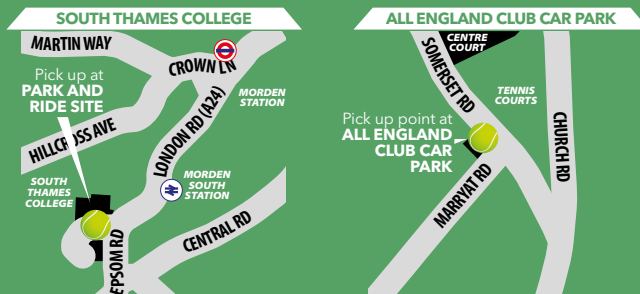 SOUTH THAMES COLLEGE
MARTIN WAY
CROWN LN
Pick up at
PARK AND
RIDE SITE
MORDEN
STATION
LONDON RD (A24)
HILLCROSS AVE
MORDEN
SOUTH
STATION
SOUTH
THAMES
COLLEGE
CENTRAL RD
EPSOM RD
ALL ENGLAND CLUB CAR PARK
CENTRE
COURT
SOMERSET RD
TENNIS
COURTS
Pick up point at
ALL ENGLAND
CLUB CAR
PARK
CHURCH RD
MARRYAT RD